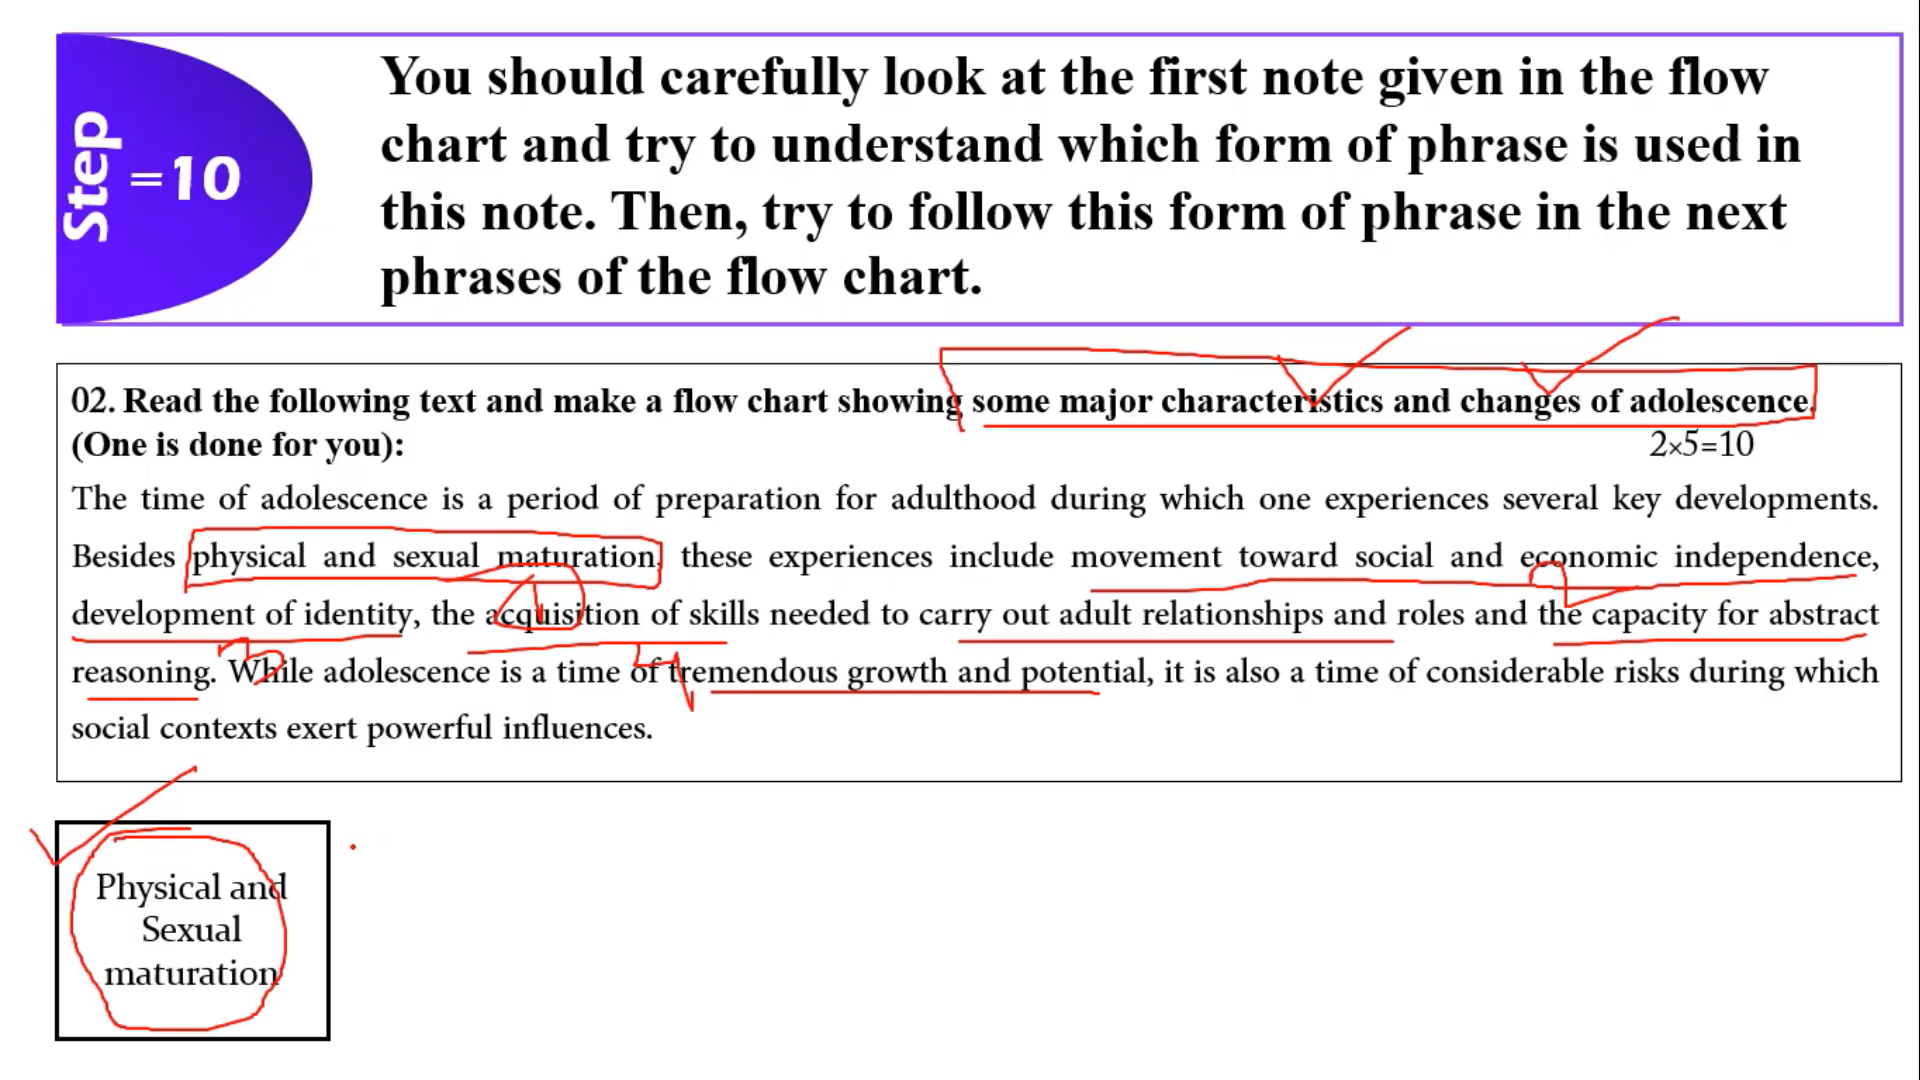 Step =10
You should carefully look at the first note given in the flow
chart and try to understand which form of phrase is used in
this note. Then, try to follow this form of phrase in the next
phrases of the flow chart.
02. Read the following text and make a flow chart showing some major characteristics and changes of adolescence.
(One is done for you): 2×5=10
The time of adolescence is a period of preparation for adulthood during which one experiences several key developments.
Besides physical and sexual maturation, these experiences include movement toward social and economic independence,
development of identity, the acquisition of skills needed to carry out adult relationships and roles and the capacity for abstract
reasoning. While adolescence is a time of tremendous growth and potential, it is also a time of considerable risks during which
social contexts exert powerful influences.
Physical and
Sexual
maturation